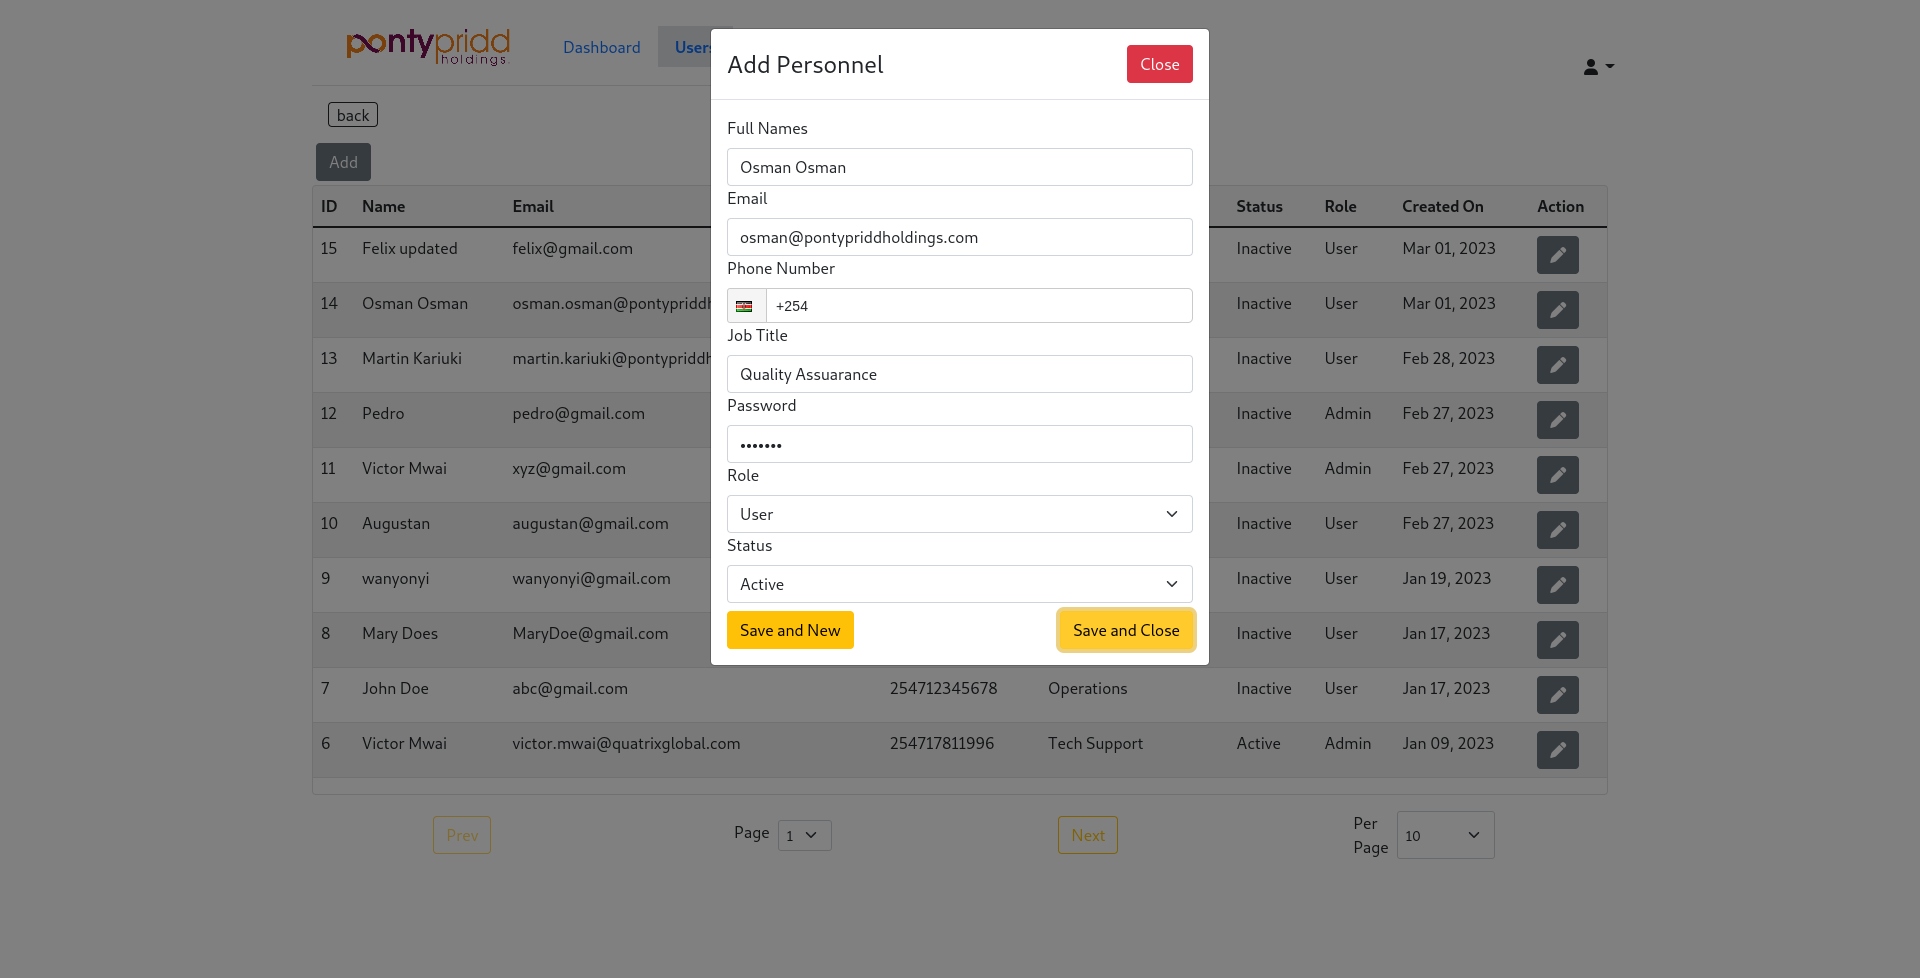 pontypridd
holdings.
Dashboard
Users
back
Add
Add Personnel
Close
Full Names
Osman Osman
Email
osman@pontypriddholdings.com
Phone Number
+254
Job Title
Quality Assuarance
Password
•••••••
Role
User
Status
Active
Save and New
Save and Close
ID Name Email Status Role Created On Action
15 Felix updated felix@gmail.com Inactive User Mar 01, 2023
14 Osman Osman osman.osman@pontypriddh Inactive User Mar 01, 2023
13 Martin Kariuki martin.kariuki@pontypriddh Inactive User Feb 28, 2023
12 Pedro pedro@gmail.com Inactive Admin Feb 27, 2023
11 Victor Mwai xyz@gmail.com Inactive Admin Feb 27, 2023
10 Augustan augustan@gmail.com Inactive User Feb 27, 2023
9 wanyonyi wanyonyi@gmail.com Inactive User Jan 19, 2023
8 Mary Does MaryDoe@gmail.com Inactive User Jan 17, 2023
7 John Doe abc@gmail.com 254712345678 Operations Inactive User Jan 17, 2023
6 Victor Mwai victor.mwai@quatrixglobal.com 254717811996 Tech Support Active Admin Jan 09, 2023
Prev
Page 1
Next
Per Page 10